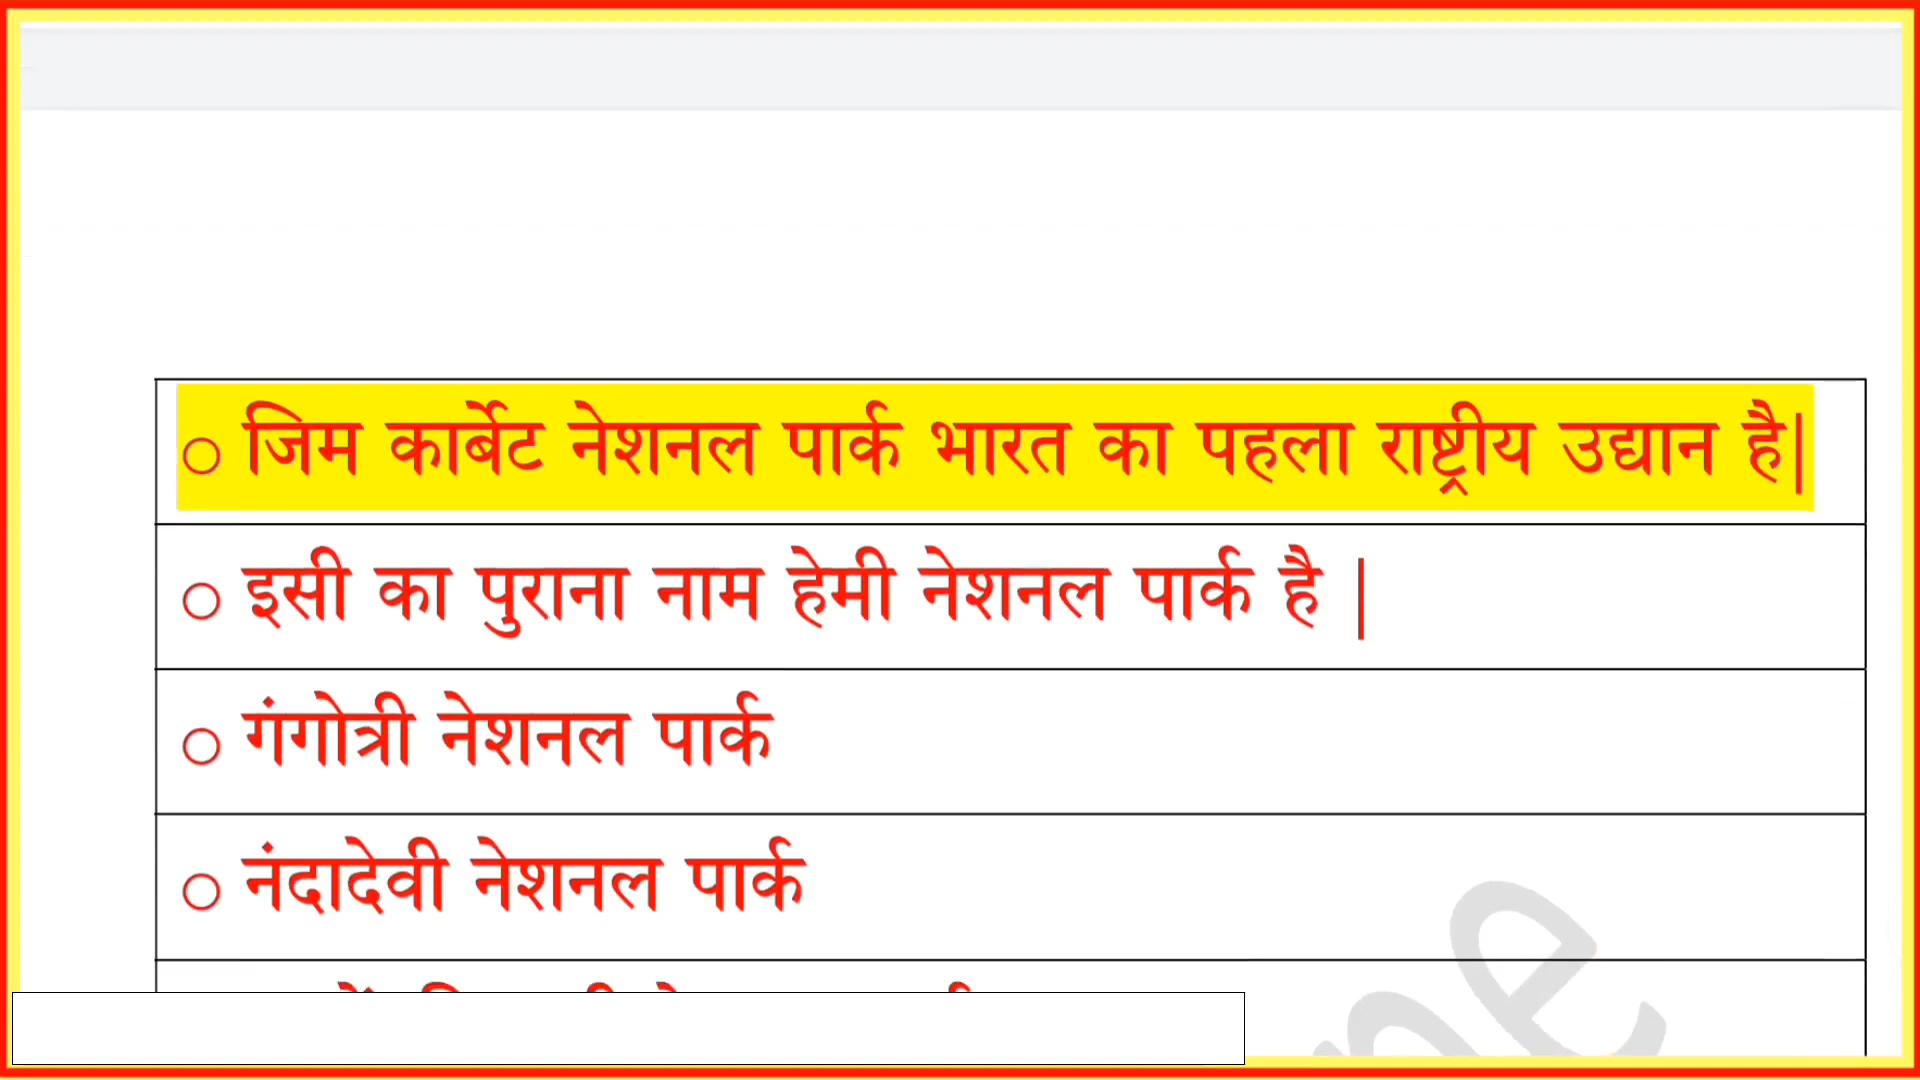 ○ जिम कार्बेट नेशनल पार्क भारत का पहला राष्ट्रीय उद्यान है|
○ इसी का पुराना नाम हेमी नेशनल पार्क है |
○ गंगोत्री नेशनल पार्क
○ नंदादेवी नेशनल पार्क